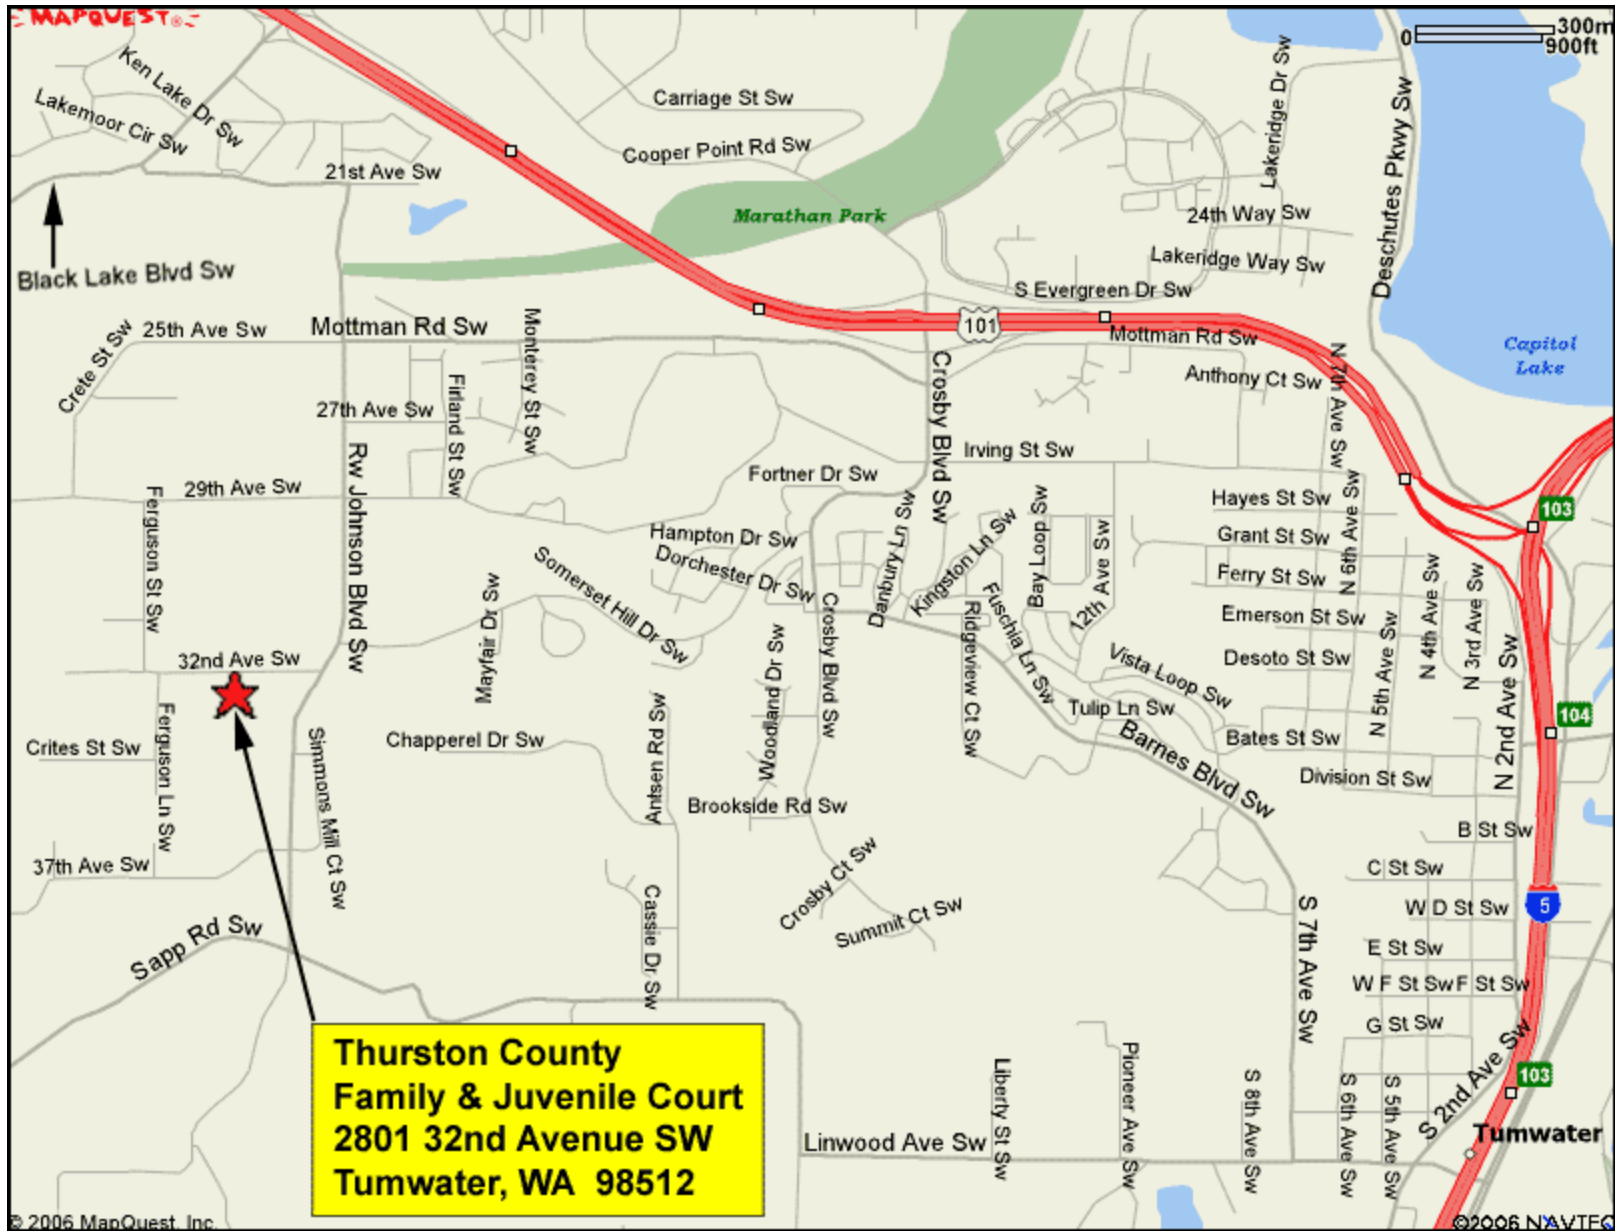 MAPQUEST®
300m
0
900ft
Ken Lake Dr Sw
Lakemoor Cir Sw
Carriage St Sw
Cooper Point Rd Sw
21st Ave Sw
Lakeridge Dr Sw
Deschutes Pkwy Sw
Marathan Park
24th Way Sw
Lakeridge Way Sw
Black Lake Blvd Sw
S Evergreen Dr Sw
25th Ave Sw
Mottman Rd Sw
Monterey St Sw
101
Mottman Rd Sw
Capitol
Lake
Crete St Sw
Crosby Blvd Sw
Anthony Ct Sw
N 7th Ave Sw
27th Ave Sw
Firland St Sw
Irving St Sw
Rw Johnson Blvd Sw
Fortner Dr Sw
29th Ave Sw
Ferguson St Sw
Hayes St Sw
103
Hampton Dr Sw
Danbury Ln Sw
Kingston Ln Sw
Bay Loop Sw
12th Ave Sw
Grant St Sw
N 6th Ave Sw
Dorchester Dr Sw
Somerset Hill Dr Sw
Ferry St Sw
N 4th Ave Sw
N 3rd Ave Sw
Mayfair Dr Sw
Crosby Blvd Sw
Ridgeview Ct Sw
Fuschia Ln Sw
Emerson St Sw
Woodland Dr Sw
N 5th Ave Sw
N 2nd Ave Sw
32nd Ave Sw
Desoto St Sw
Vista Loop Sw
Tulip Ln Sw
104
Ferguson Ln Sw
Crites St Sw
Simmons Mill Ct Sw
Chapperel Dr Sw
Antsen Rd Sw
Barnes Blvd Sw
Bates St Sw
Division St Sw
Brookside Rd Sw
B St Sw
37th Ave Sw
Crosby Ct Sw
C St Sw
Cassie Dr Sw
Summit Ct Sw
S 7th Ave Sw
W D St Sw
5
Sapp Rd Sw
E St Sw
W F St Sw
F St Sw
G St Sw
Thurston County
Family & Juvenile Court
2801 32nd Avenue SW
Tumwater, WA 98512
Liberty St Sw
Pioneer Ave Sw
S 8th Ave Sw
S 6th Ave Sw
S 5th Ave Sw
S 2nd Ave Sw
103
Linwood Ave Sw
Tumwater
© 2006 MapQuest, Inc.
©2006 NAVTEQ